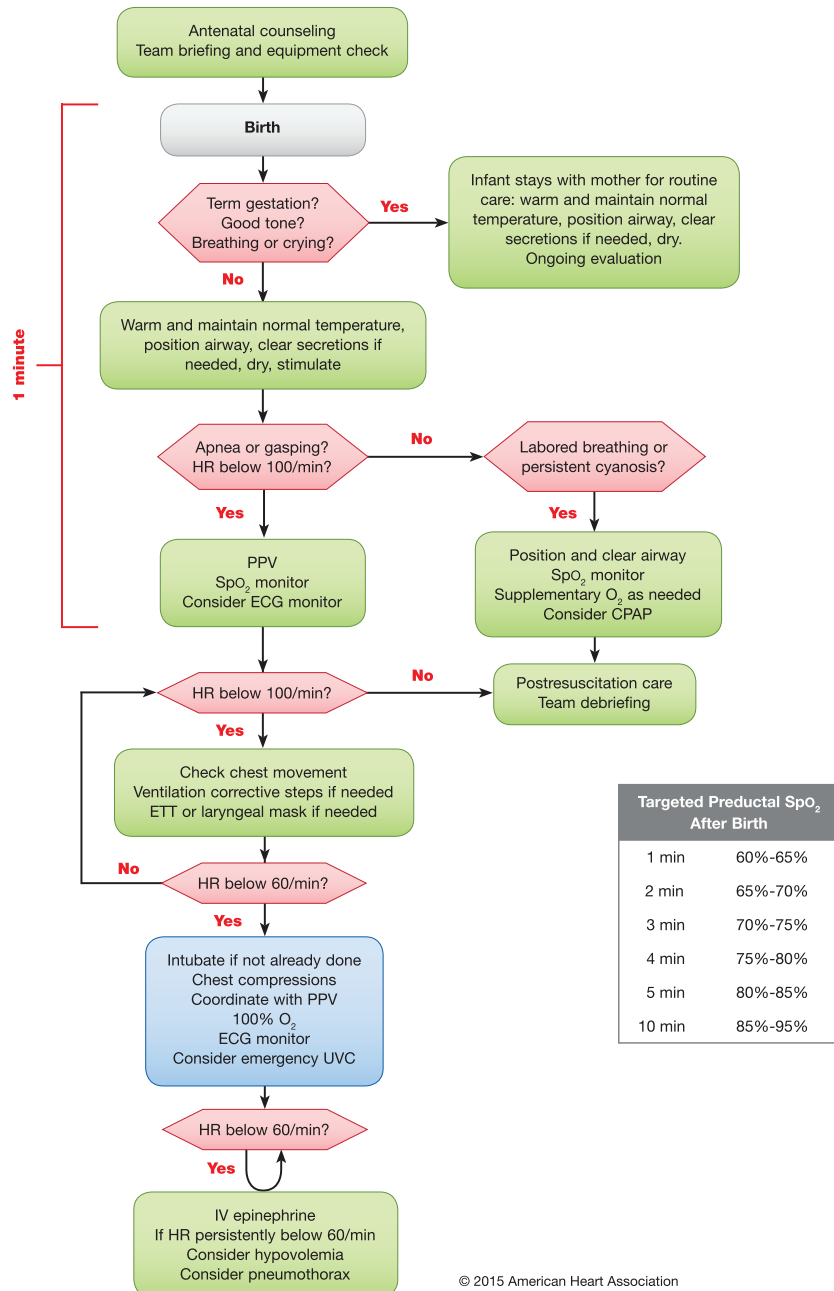 Antenatal counseling
Team briefing and equipment check
Birth
Term gestation?
Good tone?
Breathing or crying?
Yes
Infant stays with mother for routine
care: warm and maintain normal
temperature, position airway, clear
secretions if needed, dry.
Ongoing evaluation
No
1 minute
Warm and maintain normal temperature,
position airway, clear secretions if
needed, dry, stimulate
Apnea or gasping?
HR below 100/min?
No
Labored breathing or
persistent cyanosis?
Yes
Yes
PPV
SpO2 monitor
Consider ECG monitor
Position and clear airway
SpO2 monitor
Supplementary O2 as needed
Consider CPAP
HR below 100/min?
No
Postresuscitation care
Team debriefing
Yes
Check chest movement
Ventilation corrective steps if needed
ETT or laryngeal mask if needed
No
HR below 60/min?
Yes
Intubate if not already done
Chest compressions
Coordinate with PPV
100% O2
ECG monitor
Consider emergency UVC
HR below 60/min?
Yes
IV epinephrine
If HR persistently below 60/min
Consider hypovolemia
Consider pneumothorax
Targeted Preductal SpO2
After Birth
1 min 60%-65%
2 min 65%-70%
3 min 70%-75%
4 min 75%-80%
5 min 80%-85%
10 min 85%-95%
© 2015 American Heart Association